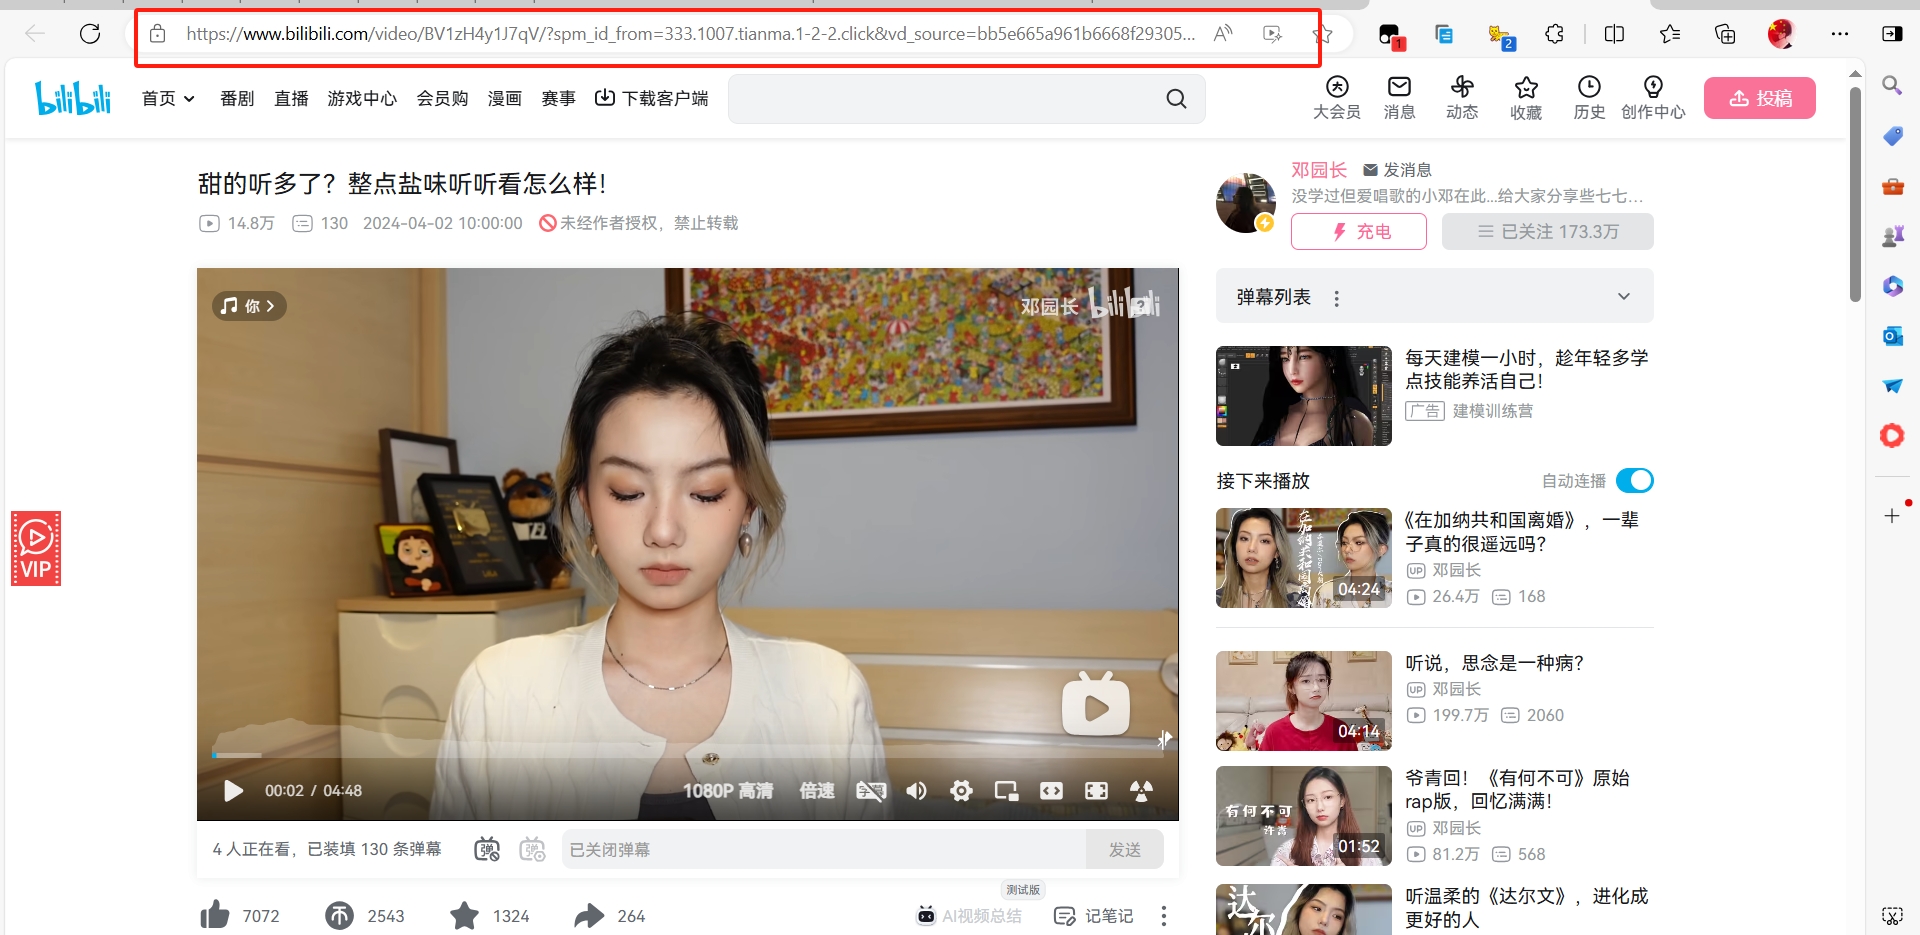 https://www.bilibili.com/video/BV1zH4y1J7qV/?spm_id_from=333.1007.tianma.1-2-2.click&vd_source=bb5e665a961b6668f29305...
1
2
bilibili
首页 番剧 直播 游戏中心 会员购 漫画 赛事 下载客户端
大会员 消息 动态 收藏 历史 创作中心 投稿
甜的听多了？整点盐味听听看怎么样！
14.8万 130 2024-04-02 10:00:00 未经作者授权，禁止转载
邓园长 发消息
没学过但爱唱歌的小邓在此...给大家分享些七七…
充电 已关注 173.3万
你
邓园长 bilibili
弹幕列表
每天建模一小时，趁年轻多学
点技能养活自己！
广告 建模训练营
接下来播放 自动连播
在加纳共和国离婚
04:24
《在加纳共和国离婚》，一辈
子真的很遥远吗？
UP 邓园长
26.4万 168
VIP
04:14
听说，思念是一种病？
UP 邓园长
199.7万 2060
有何不可
许嵩
01:52
爷青回！《有何不可》原始
rap版，回忆满满！
UP 邓园长
81.2万 568
00:02 / 04:48 1080P 高清 倍速 字幕
4 人正在看，已装填 130 条弹幕 弹 弹 已关闭弹幕 发送
达尔
听温柔的《达尔文》，进化成
更好的人
测试版
7072 2543 1324 264 AI视频总结 记笔记